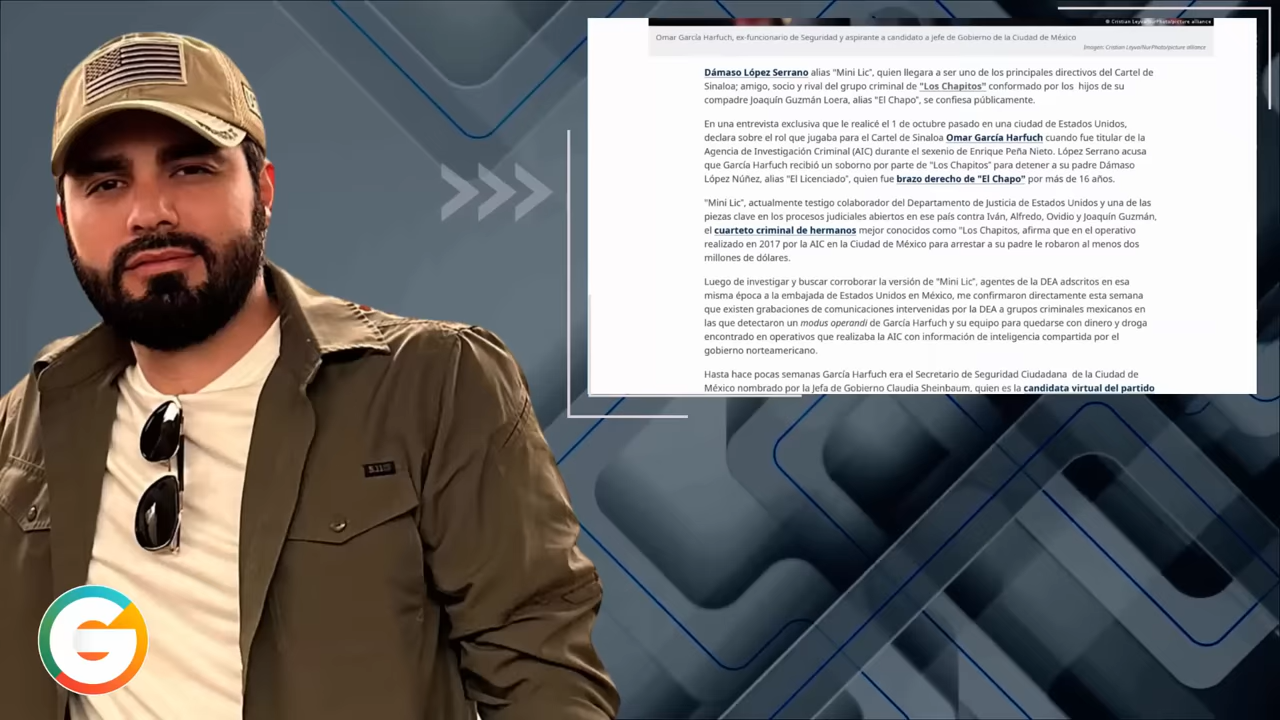 © Cristian Leyva/NurPhoto/picture alliance
Omar García Harfuch, ex-funcionario de Seguridad y aspirante a candidato a jefe de Gobierno de la Ciudad de México
Imagen: Cristian Leyva/NurPhoto/picture alliance
Dámaso López Serrano alias "Mini Lic", quien llegara a ser uno de los principales directivos del Cartel de
Sinaloa; amigo, socio y rival del grupo criminal de "Los Chapitos" conformado por los hijos de su
compadre Joaquín Guzmán Loera, alias "El Chapo", se confiesa públicamente.
En una entrevista exclusiva que le realicé el 1 de octubre pasado en una ciudad de Estados Unidos,
declara sobre el rol que jugaba para el Cartel de Sinaloa Omar García Harfuch cuando fue titular de la
Agencia de Investigación Criminal (AIC) durante el sexenio de Enrique Peña Nieto. López Serrano acusa
que García Harfuch recibió un soborno por parte de "Los Chapitos" para detener a su padre Dámaso
López Núñez, alias "El Licenciado", quien fue brazo derecho de "El Chapo" por más de 16 años.
"Mini Lic", actualmente testigo colaborador del Departamento de Justicia de Estados Unidos y una de las
piezas clave en los procesos judiciales abiertos en ese país contra Iván, Alfredo, Ovidio y Joaquín Guzmán,
el cuarteto criminal de hermanos mejor conocidos como "Los Chapitos, afirma que en el operativo
realizado en 2017 por la AIC en la Ciudad de México para arrestar a su padre le robaron al menos dos
millones de dólares.
Luego de investigar y buscar corroborar la versión de "Mini Lic", agentes de la DEA adscritos en esa
misma época a la embajada de Estados Unidos en México, me confirmaron directamente esta semana
que existen grabaciones de comunicaciones intervenidas por la DEA a grupos criminales mexicanos en
las que detectaron un modus operandi de García Harfuch y su equipo para quedarse con dinero y droga
encontrado en operativos que realizaba la AIC con información de inteligencia compartida por el
gobierno norteamericano.
Hasta hace pocas semanas García Harfuch era el Secretario de Seguridad Ciudadana de la Ciudad de
México nombrado por la Jefa de Gobierno Claudia Sheinbaum, quien es la candidata virtual del partido
5.11
G